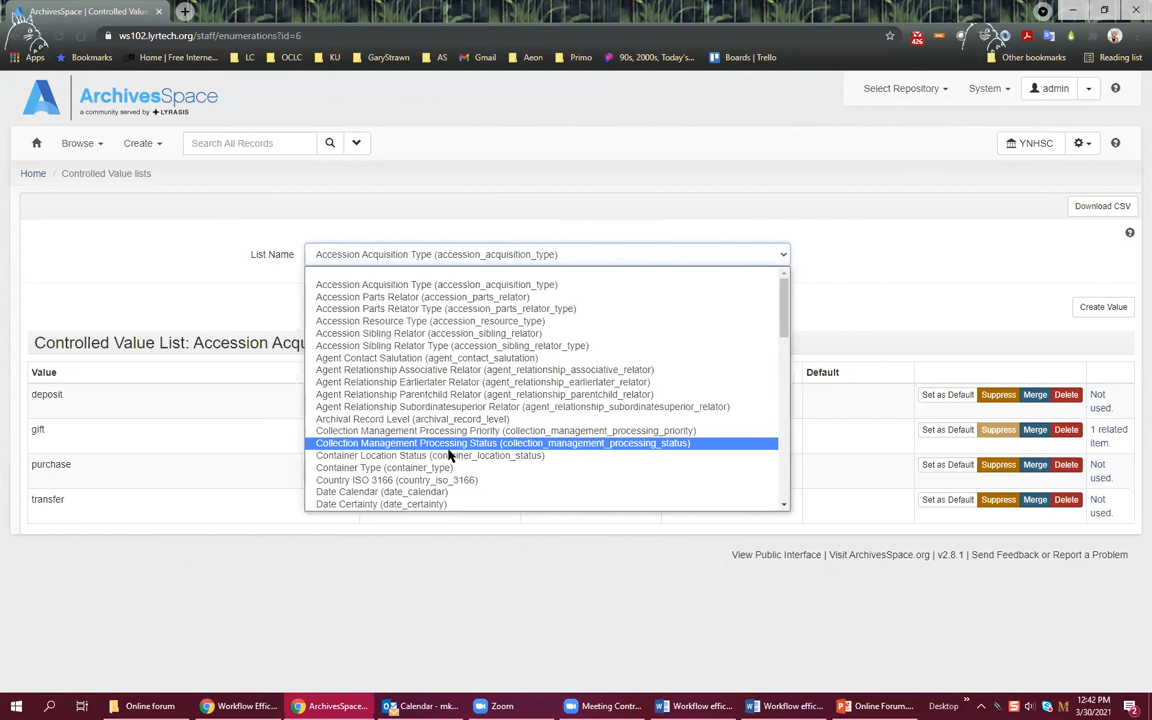 ArchivesSpace | Controlled Value
ws102.lyrtech.org/staff/enumerations?id=6
426
Apps
Bookmarks
Home | Free Interne...
LC
OCLC
KU
GaryStrawn
AS
Gmail
Aeon
Primo
90s, 2000s, Today's...
Boards | Trello
Other bookmarks
Reading list
ArchivesSpace
a community served by LYRASIS
Select Repository
System
admin
Browse
Create
Search All Records
YNHSC
Home / Controlled Value lists
Download CSV
List Name
Accession Acquisition Type (accession_acquisition_type)
Accession Acquisition Type (accession_acquisition_type)
Accession Parts Relator (accession_parts_relator)
Accession Parts Relator Type (accession_parts_relator_type)
Accession Resource Type (accession_resource_type)
Accession Sibling Relator (accession_sibling_relator)
Accession Sibling Relator Type (accession_sibling_relator_type)
Agent Contact Salutation (agent_contact_salutation)
Agent Relationship Associative Relator (agent_relationship_associative_relator)
Agent Relationship Earlierlater Relator (agent_relationship_earlierlater_relator)
Agent Relationship Parentchild Relator (agent_relationship_parentchild_relator)
Agent Relationship Subordinatesuperior Relator (agent_relationship_subordinatesuperior_relator)
Archival Record Level (archival_record_level)
Collection Management Processing Priority (collection_management_processing_priority)
Collection Management Processing Status (collection_management_processing_status)
Container Location Status (container_location_status)
Container Type (container_type)
Country ISO 3166 (country_iso_3166)
Date Calendar (date_calendar)
Date Certainty (date_certainty)
Create Value
Controlled Value List: Accession Acqu
Value
Default
deposit
Set as Default Suppress Merge Delete
Not used.
gift
Set as Default Suppress Merge Delete
1 related item.
purchase
Set as Default Suppress Merge Delete
Not used.
transfer
Set as Default Suppress Merge Delete
Not used.
View Public Interface | Visit ArchivesSpace.org | v2.8.1 | Send Feedback or Report a Problem
Online forum
Workflow Effic...
ArchivesSpace...
Calendar - mk...
Zoom
Meeting Contr...
Workflow effic...
Workflow effic...
Online Forum....
Desktop
12:42 PM
3/30/2021
2